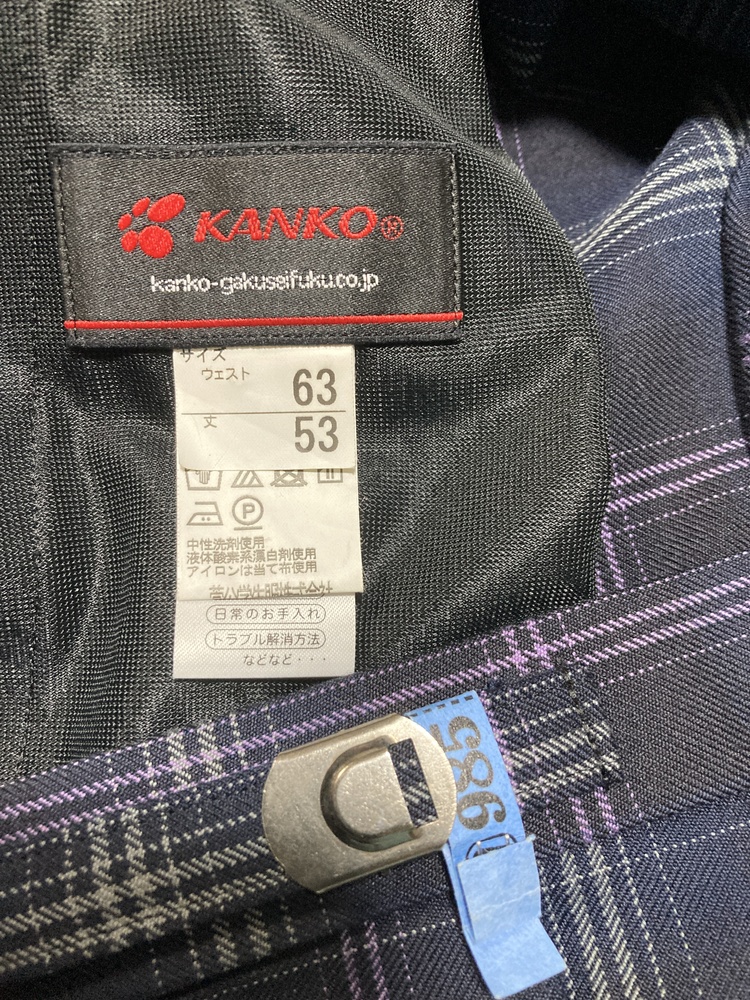 KANKO®
kanko-gakuseifuku.co.jp
サイズ
ウェスト
63
丈
53
P
中性洗剤使用
液体酸素系漂白剤使用
アイロンは当て布使用
日常のお手入れ
トラブル解消方法
などなど・・・